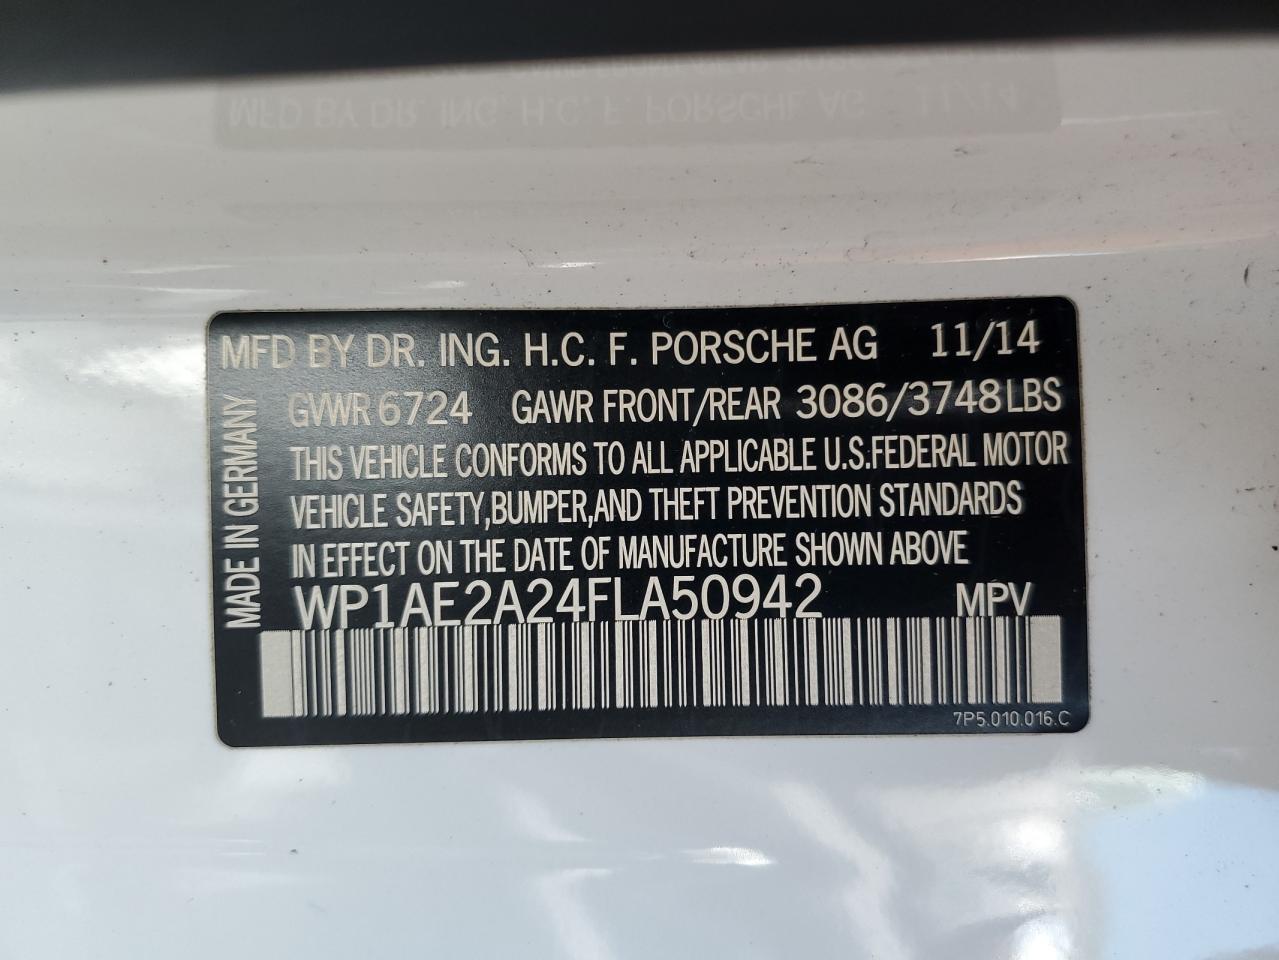 MFD BY DR. ING. H.C. F. PORSCHE AG 11/14
GVWR 6724 GAWR FRONT/REAR 3086/3748LBS
THIS VEHICLE CONFORMS TO ALL APPLICABLE U.S.FEDERAL MOTOR
VEHICLE SAFETY,BUMPER,AND THEFT PREVENTION STANDARDS
IN EFFECT ON THE DATE OF MANUFACTURE SHOWN ABOVE
WP1AE2A24FLA50942 MPV
7P5.010.016.C
MADE IN GERMANY